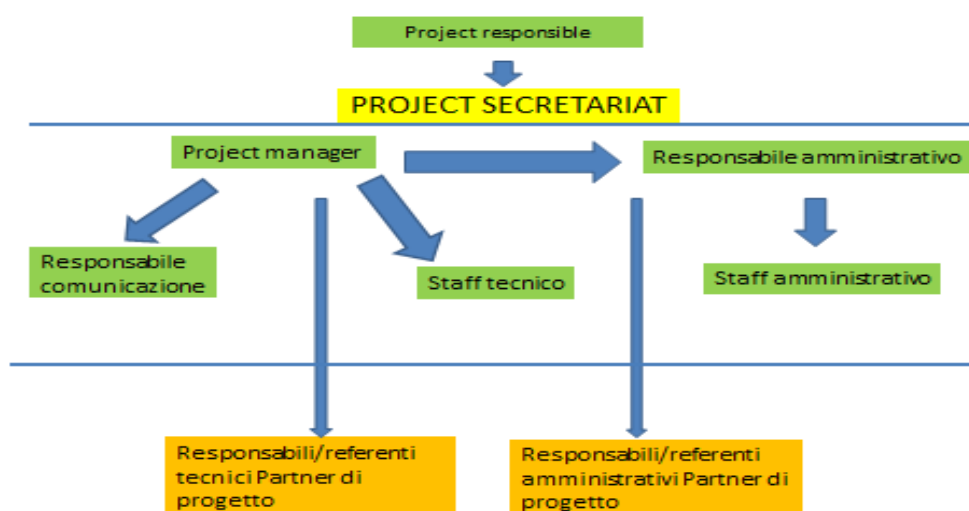 Project responsible
PROJECT SECRETARIAT
Project manager
Responsabile amministrativo
Responsabile
comunicazione
Staff tecnico
Staff amministrativo
Responsabili/referenti
tecnici Partner di
progetto
Responsabili/referenti
amministrativi Partner di
progetto